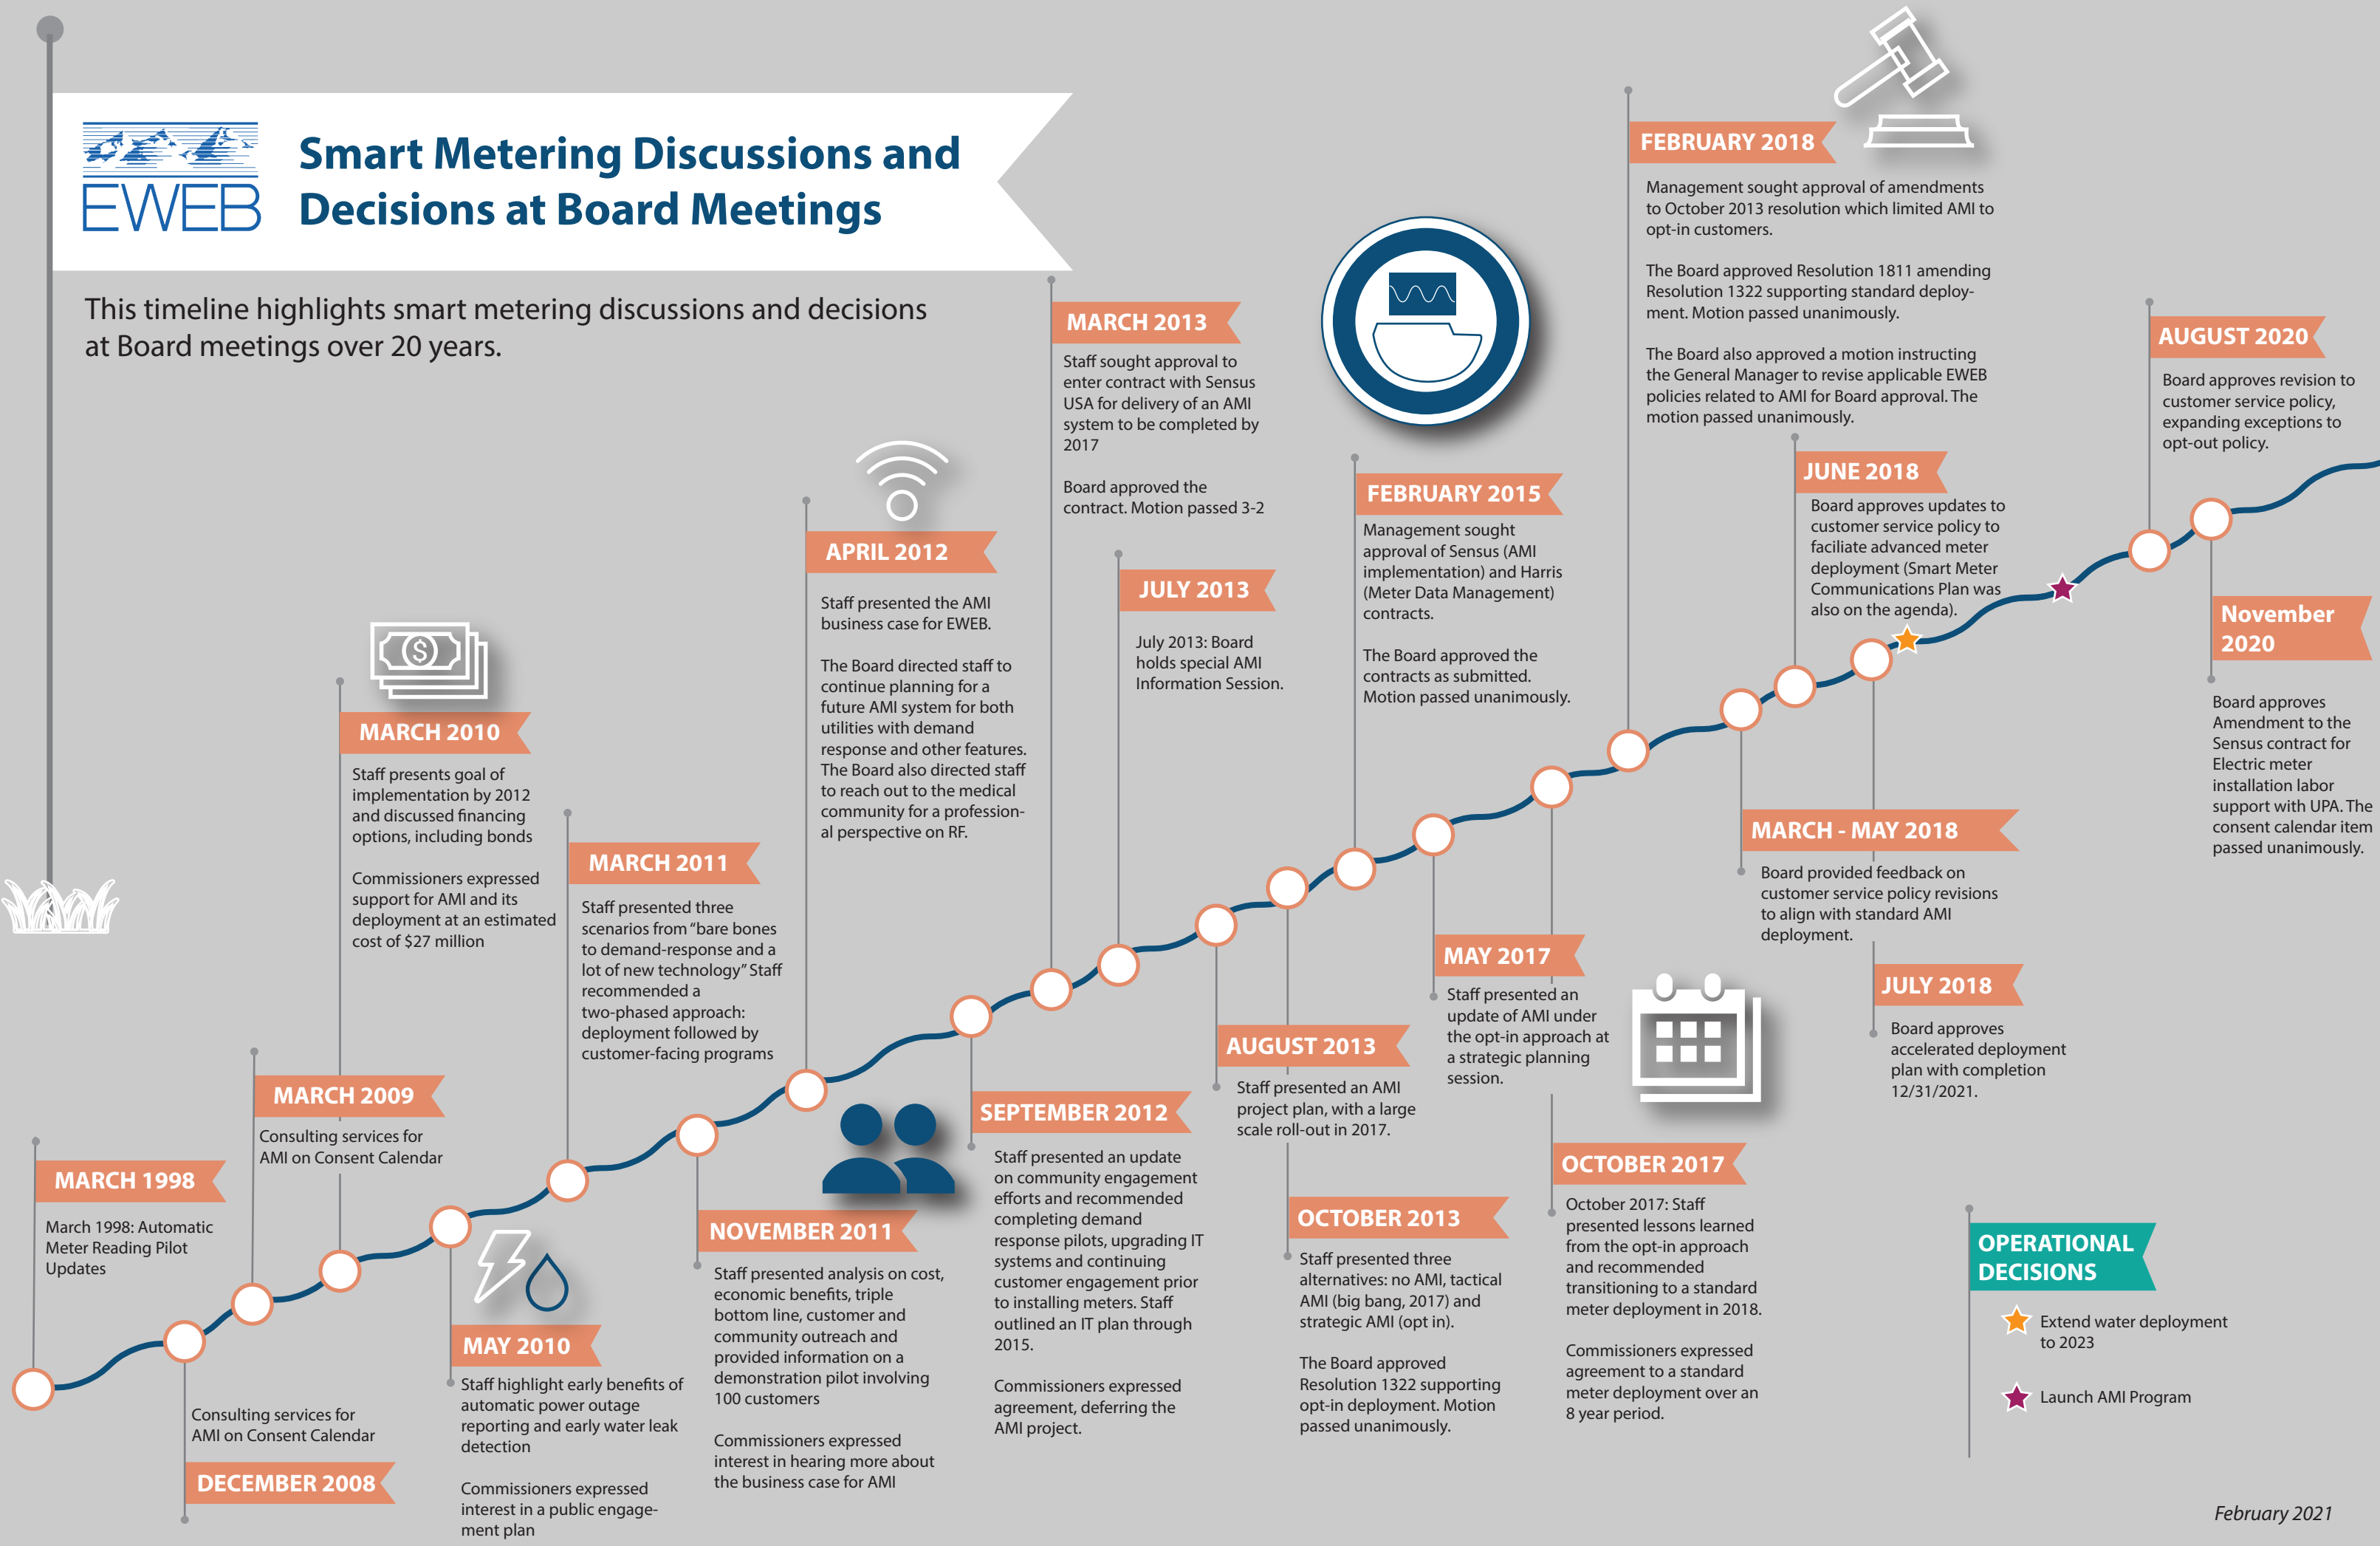 EWEB
Smart Metering Discussions and
Decisions at Board Meetings
This timeline highlights smart metering discussions and decisions
at Board meetings over 20 years.
MARCH 1998
March 1998: Automatic
Meter Reading Pilot
Updates
Consulting services for
AMI on Consent Calendar
DECEMBER 2008
MARCH 2009
Consulting services for
AMI on Consent Calendar
MARCH 2010
Staff presents goal of
implementation by 2012
and discussed financing
options, including bonds
Commissioners expressed
support for AMI and its
deployment at an estimated
cost of $27 million
MAY 2010
Staff highlight early benefits of
automatic power outage
reporting and early water leak
detection
Commissioners expressed
interest in a public engage-
ment plan
MARCH 2011
Staff presented three
scenarios from “bare bones
to demand-response and a
lot of new technology” Staff
recommended a
two-phased approach:
deployment followed by
customer-facing programs
NOVEMBER 2011
Staff presented analysis on cost,
economic benefits, triple
bottom line, customer and
community outreach and
provided information on a
demonstration pilot involving
100 customers
Commissioners expressed
interest in hearing more about
the business case for AMI
APRIL 2012
Staff presented the AMI
business case for EWEB.
The Board directed staff to
continue planning for a
future AMI system for both
utilities with demand
response and other features.
The Board also directed staff
to reach out to the medical
community for a profession-
al perspective on RF.
SEPTEMBER 2012
Staff presented an update
on community engagement
efforts and recommended
completing demand
response pilots, upgrading IT
systems and continuing
customer engagement prior
to installing meters. Staff
outlined an IT plan through
2015.
Commissioners expressed
agreement, deferring the
AMI project.
MARCH 2013
Staff sought approval to
enter contract with Sensus
USA for delivery of an AMI
system to be completed by
2017
Board approved the
contract. Motion passed 3-2
JULY 2013
July 2013: Board
holds special AMI
Information Session.
AUGUST 2013
Staff presented an AMI
project plan, with a large
scale roll-out in 2017.
OCTOBER 2013
Staff presented three
alternatives: no AMI, tactical
AMI (big bang, 2017) and
strategic AMI (opt in).
The Board approved
Resolution 1322 supporting
opt-in deployment. Motion
passed unanimously.
FEBRUARY 2015
Management sought
approval of Sensus (AMI
implementation) and Harris
(Meter Data Management)
contracts.
The Board approved the
contracts as submitted.
Motion passed unanimously.
MAY 2017
Staff presented an
update of AMI under
the opt-in approach at
a strategic planning
session.
OCTOBER 2017
October 2017: Staff
presented lessons learned
from the opt-in approach
and recommended
transitioning to a standard
meter deployment in 2018.
Commissioners expressed
agreement to a standard
meter deployment over an
8 year period.
FEBRUARY 2018
Management sought approval of amendments
to October 2013 resolution which limited AMI to
opt-in customers.
The Board approved Resolution 1811 amending
Resolution 1322 supporting standard deploy-
ment. Motion passed unanimously.
The Board also approved a motion instructing
the General Manager to revise applicable EWEB
policies related to AMI for Board approval. The
motion passed unanimously.
MARCH - MAY 2018
Board provided feedback on
customer service policy revisions
to align with standard AMI
deployment.
JUNE 2018
Board approves updates to
customer service policy to
faciliate advanced meter
deployment (Smart Meter
Communications Plan was
also on the agenda).
JULY 2018
Board approves
accelerated deployment
plan with completion
12/31/2021.
AUGUST 2020
Board approves revision to
customer service policy,
expanding exceptions to
opt-out policy.
November
2020
Board approves
Amendment to the
Sensus contract for
Electric meter
installation labor
support with UPA. The
consent calendar item
passed unanimously.
OPERATIONAL
DECISIONS
Extend water deployment
to 2023
Launch AMI Program
February 2021